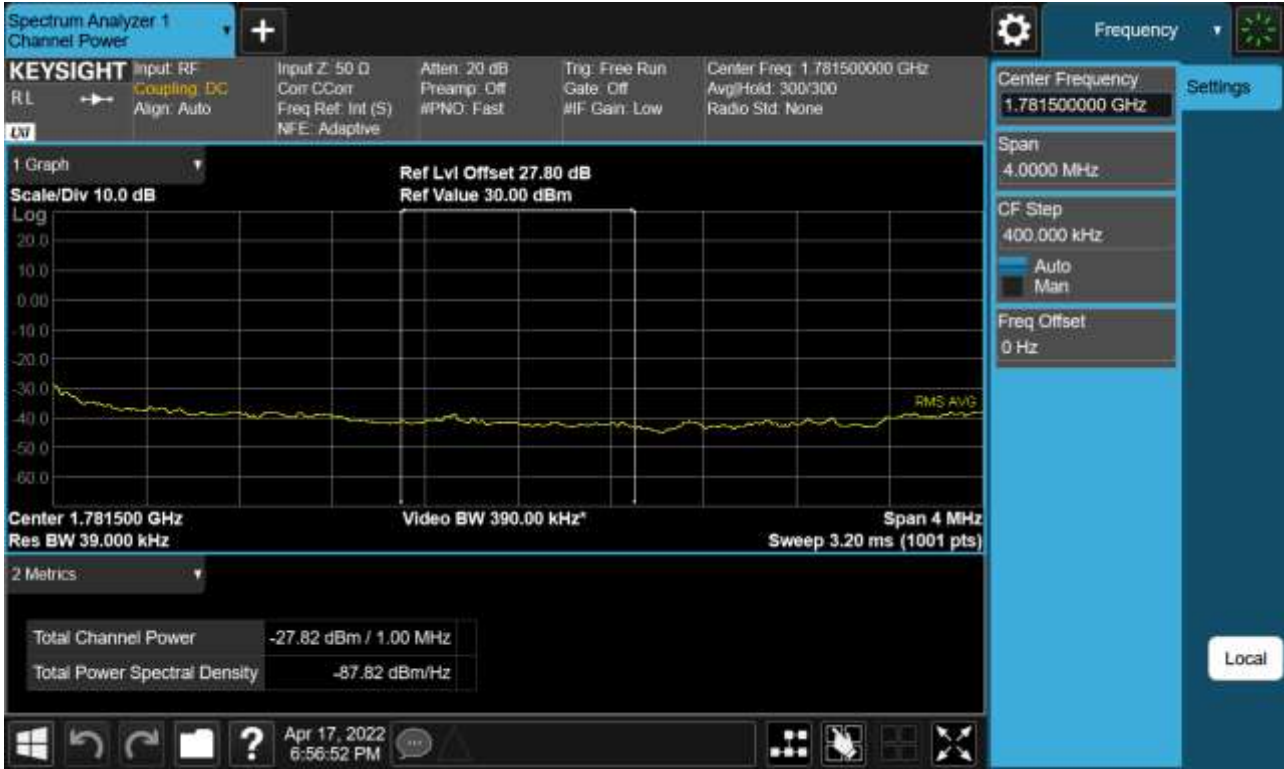 Spectrum Analyzer 1
Channel Power
+
Frequency
KEYSIGHT
RL
LXI
Input: RF
Coupling: DC
Align: Auto
Input Z: 50 Ω
Corr CCorr
Freq Ref: Int (S)
NFE: Adaptive
Atten: 20 dB
Preamp: Off
#PNO: Fast
Trig: Free Run
Gate: Off
#IF Gain: Low
Center Freq: 1.781500000 GHz
Avg|Hold: 300/300
Radio Std: None
Center Frequency
1.781500000 GHz
Settings
Span
4.0000 MHz
CF Step
400.000 kHz
Auto
Man
Freq Offset
0 Hz
1 Graph
Scale/Div 10.0 dB
Ref Lvl Offset 27.80 dB
Ref Value 30.00 dBm
Log
20.0
10.0
0.00
-10.0
-20.0
-30.0
-40.0
-50.0
-60.0
RMS AVG
Center 1.781500 GHz
Video BW 390.00 kHz*
Span 4 MHz
Res BW 39.000 kHz
Sweep 3.20 ms (1001 pts)
2 Metrics
Total Channel Power -27.82 dBm / 1.00 MHz
Total Power Spectral Density -87.82 dBm/Hz
Local
?
Apr 17, 2022
6:56:52 PM